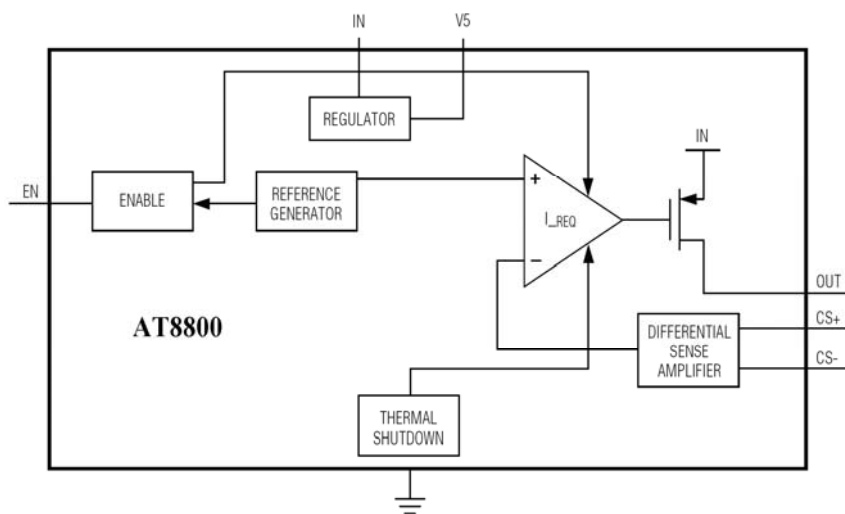 IN
V5
REGULATOR
IN
EN
ENABLE
REFERENCE
GENERATOR
+
I_REQ
−
OUT
CS+
CS-
AT8800
DIFFERENTIAL
SENSE
AMPLIFIER
THERMAL
SHUTDOWN